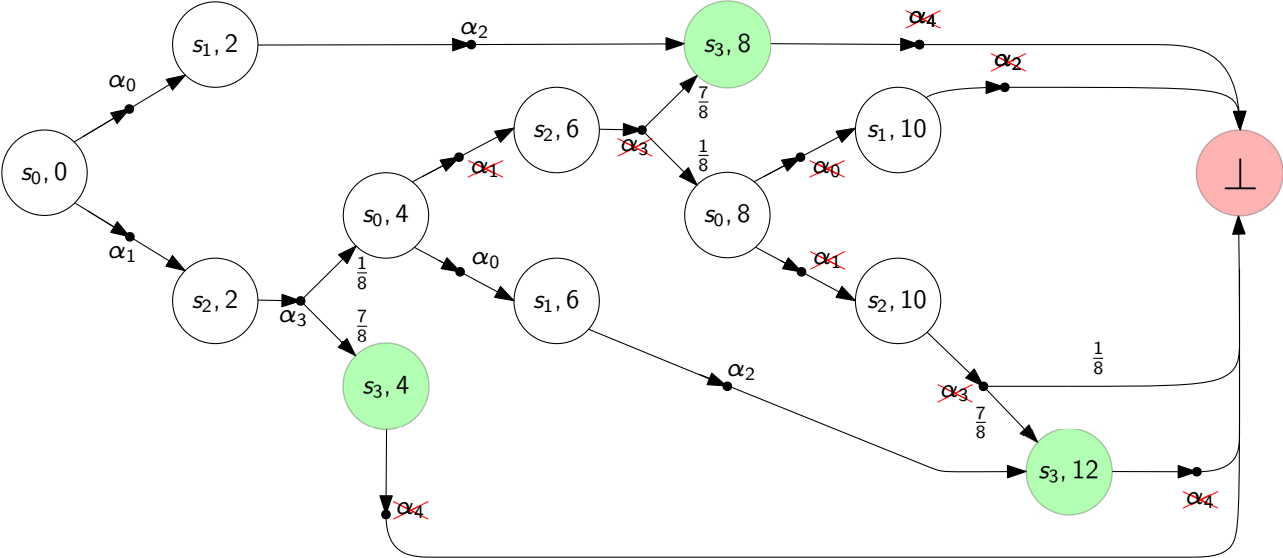 α₂
α₄
s₁, 2
s₃, 8
α₂
α₀
7/8
s₂, 6
s₁, 10
α₃
1/8
α₁
α₀
s₀, 0
⊥
s₀, 4
s₀, 8
α₁
α₀
α₁
1/8
s₂, 2
s₁, 6
s₂, 10
α₃
7/8
1/8
α₂
s₃, 4
α₃
7/8
s₃, 12
α₄
α₄